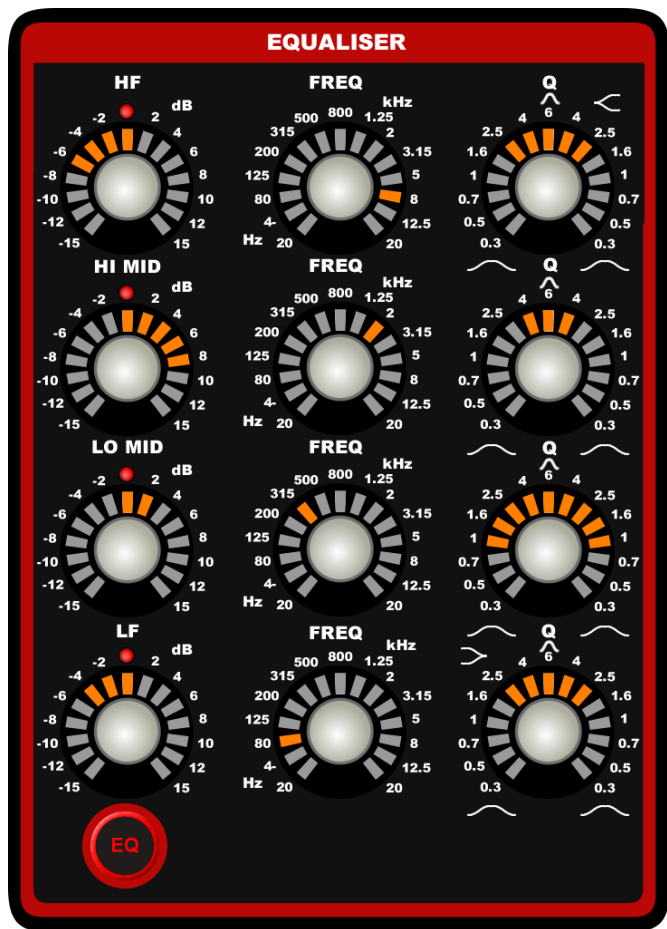 EQUALISER
HF FREQ Q
dB kHz
-2 2 500 800 1.25 4 6 4
-4 4 315 2 2.5 2.5
-6 6 200 3.15 1.6 1.6
-8 8 125 5 1 1
-10 10 80 8 0.7 0.7
-12 12 4- 12.5 0.5 0.5
-15 15 Hz 20 20 0.3 0.3
HI MID FREQ Q
dB kHz
-2 2 500 800 1.25 4 6 4
-4 4 315 2 2.5 2.5
-6 6 200 3.15 1.6 1.6
-8 8 125 5 1 1
-10 10 80 8 0.7 0.7
-12 12 4- 12.5 0.5 0.5
-15 15 Hz 20 20 0.3 0.3
LO MID FREQ Q
dB kHz
-2 2 500 800 1.25 4 6 4
-4 4 315 2 2.5 2.5
-6 6 200 3.15 1.6 1.6
-8 8 125 5 1 1
-10 10 80 8 0.7 0.7
-12 12 4- 12.5 0.5 0.5
-15 15 Hz 20 20 0.3 0.3
LF FREQ Q
dB kHz
-2 2 500 800 1.25 4 6 4
-4 4 315 2 2.5 2.5
-6 6 200 3.15 1.6 1.6
-8 8 125 5 1 1
-10 10 80 8 0.7 0.7
-12 12 4- 12.5 0.5 0.5
-15 15 Hz 20 20 0.3 0.3
EQ